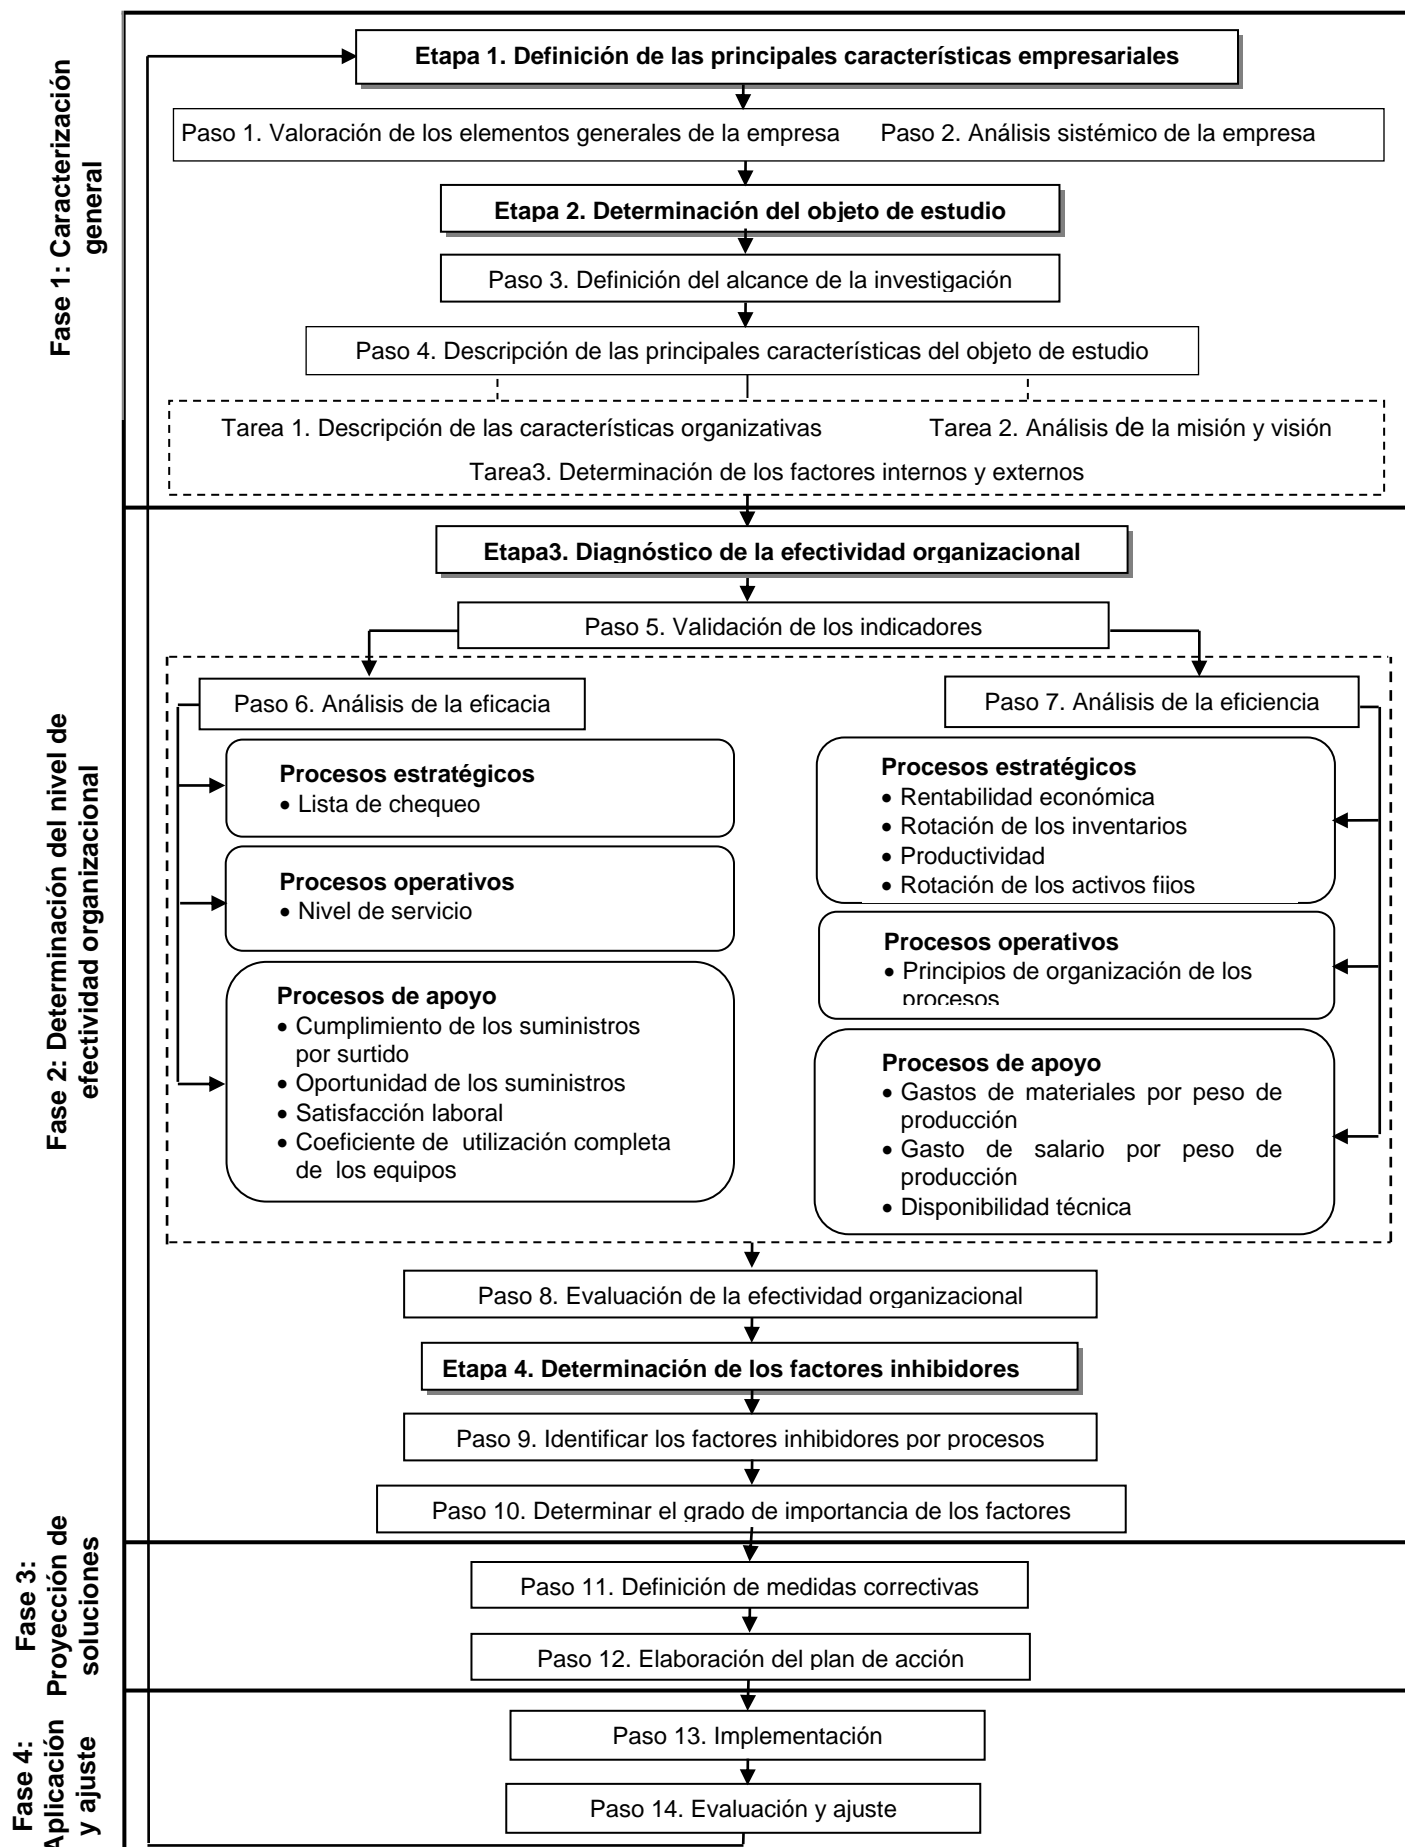 Fase 1: Caracterización
general
Etapa 1. Definición de las principales características empresariales
Paso 1. Valoración de los elementos generales de la empresa
Paso 2. Análisis sistémico de la empresa
Etapa 2. Determinación del objeto de estudio
Paso 3. Definición del alcance de la investigación
Paso 4. Descripción de las principales características del objeto de estudio
Tarea 1. Descripción de las características organizativas
Tarea 2. Análisis de la misión y visión
Tarea3. Determinación de los factores internos y externos
Fase 2: Determinación del nivel de
efectividad organizacional
Etapa3. Diagnóstico de la efectividad organizacional
Paso 5. Validación de los indicadores
Paso 6. Análisis de la eficacia
Procesos estratégicos
• Lista de chequeo
Procesos operativos
• Nivel de servicio
Procesos de apoyo
• Cumplimiento de los suministros
por surtido
• Oportunidad de los suministros
• Satisfacción laboral
• Coeficiente de utilización completa
de los equipos
Paso 7. Análisis de la eficiencia
Procesos estratégicos
• Rentabilidad económica
• Rotación de los inventarios
• Productividad
• Rotación de los activos fijos
Procesos operativos
• Principios de organización de los
procesos
Procesos de apoyo
• Gastos de materiales por peso de
producción
• Gasto de salario por peso de
producción
• Disponibilidad técnica
Paso 8. Evaluación de la efectividad organizacional
Etapa 4. Determinación de los factores inhibidores
Paso 9. Identificar los factores inhibidores por procesos
Paso 10. Determinar el grado de importancia de los factores
Fase 3:
Proyección de
soluciones
Paso 11. Definición de medidas correctivas
Paso 12. Elaboración del plan de acción
Fase 4:
Aplicación
y ajuste
Paso 13. Implementación
Paso 14. Evaluación y ajuste